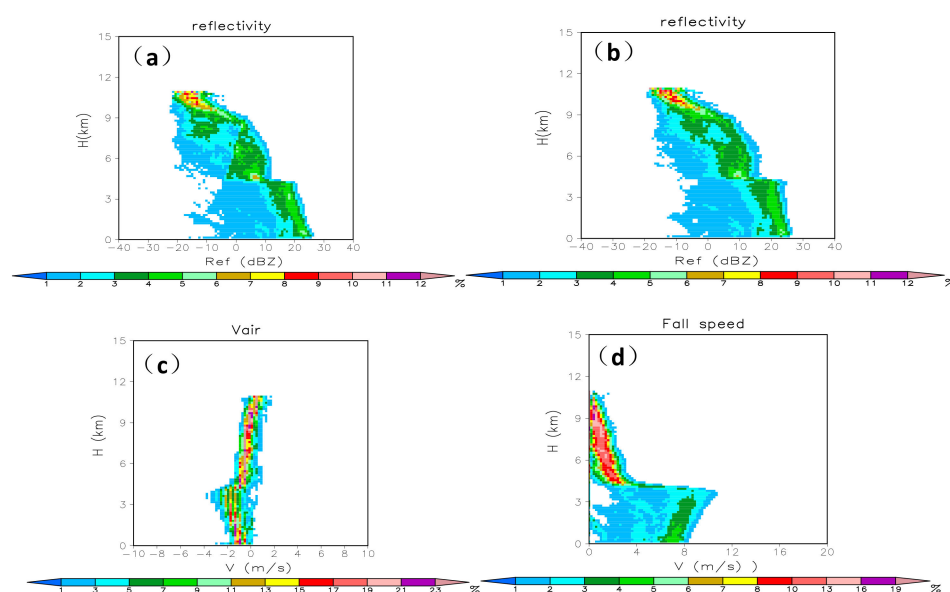 reflectivity
(a)
15
12
9
6
3
0
H(km)
-40 -30 -20 -10 0 10 20 30 40
Ref (dBZ)
1 2 3 4 5 6 7 8 9 10 11 12 %
reflectivity
(b)
15
12
9
6
3
0
H(km)
-40 -30 -20 -10 0 10 20 30 40
Ref (dBZ)
1 2 3 4 5 6 7 8 9 10 11 12 %
Vair
(c)
15
12
9
6
3
0
H (km)
-10 -8 -6 -4 -2 0 2 4 6 8 10
V (m/s)
1 3 5 7 9 11 13 15 17 19 21 23 %
Fall speed
(d)
15
12
9
6
3
0
H (km)
0 4 8 12 16 20
V (m/s )
1 2 3 4 5 6 7 8 10 13 16 19 %